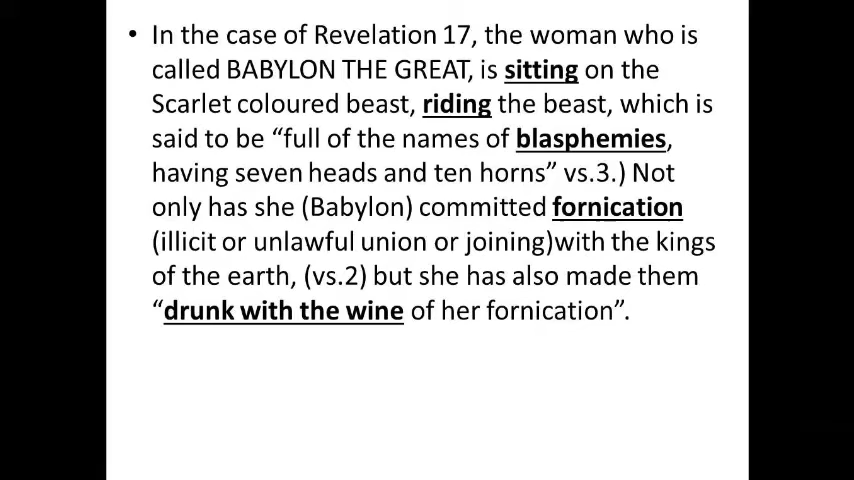 • In the case of Revelation 17, the woman who is
called BABYLON THE GREAT, is sitting on the
Scarlet coloured beast, riding the beast, which is
said to be “full of the names of blasphemies,
having seven heads and ten horns” vs.3.) Not
only has she (Babylon) committed fornication
(illicit or unlawful union or joining)with the kings
of the earth, (vs.2) but she has also made them
“drunk with the wine of her fornication”.